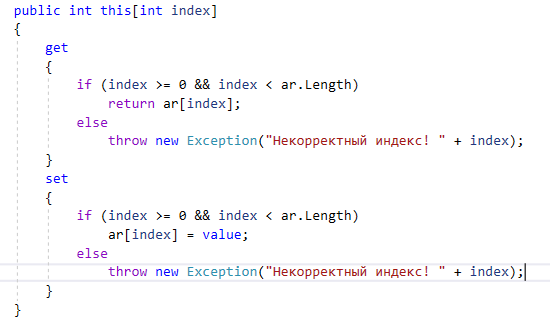 public int this[int index]
{
    get
    {
        if (index >= 0 && index < ar.Length)
            return ar[index];
        else
            throw new Exception("Некорректный индекс! " + index);
    }
    set
    {
        if (index >= 0 && index < ar.Length)
            ar[index] = value;
        else
            throw new Exception("Некорректный индекс! " + index);
    }
}